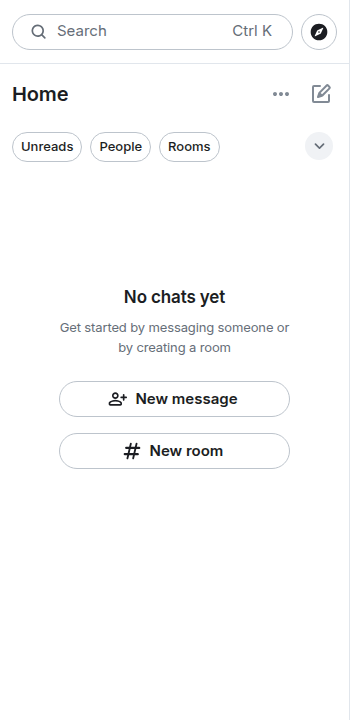 Search Ctrl K
Home
Unreads People Rooms
No chats yet
Get started by messaging someone or
by creating a room
New message
New room